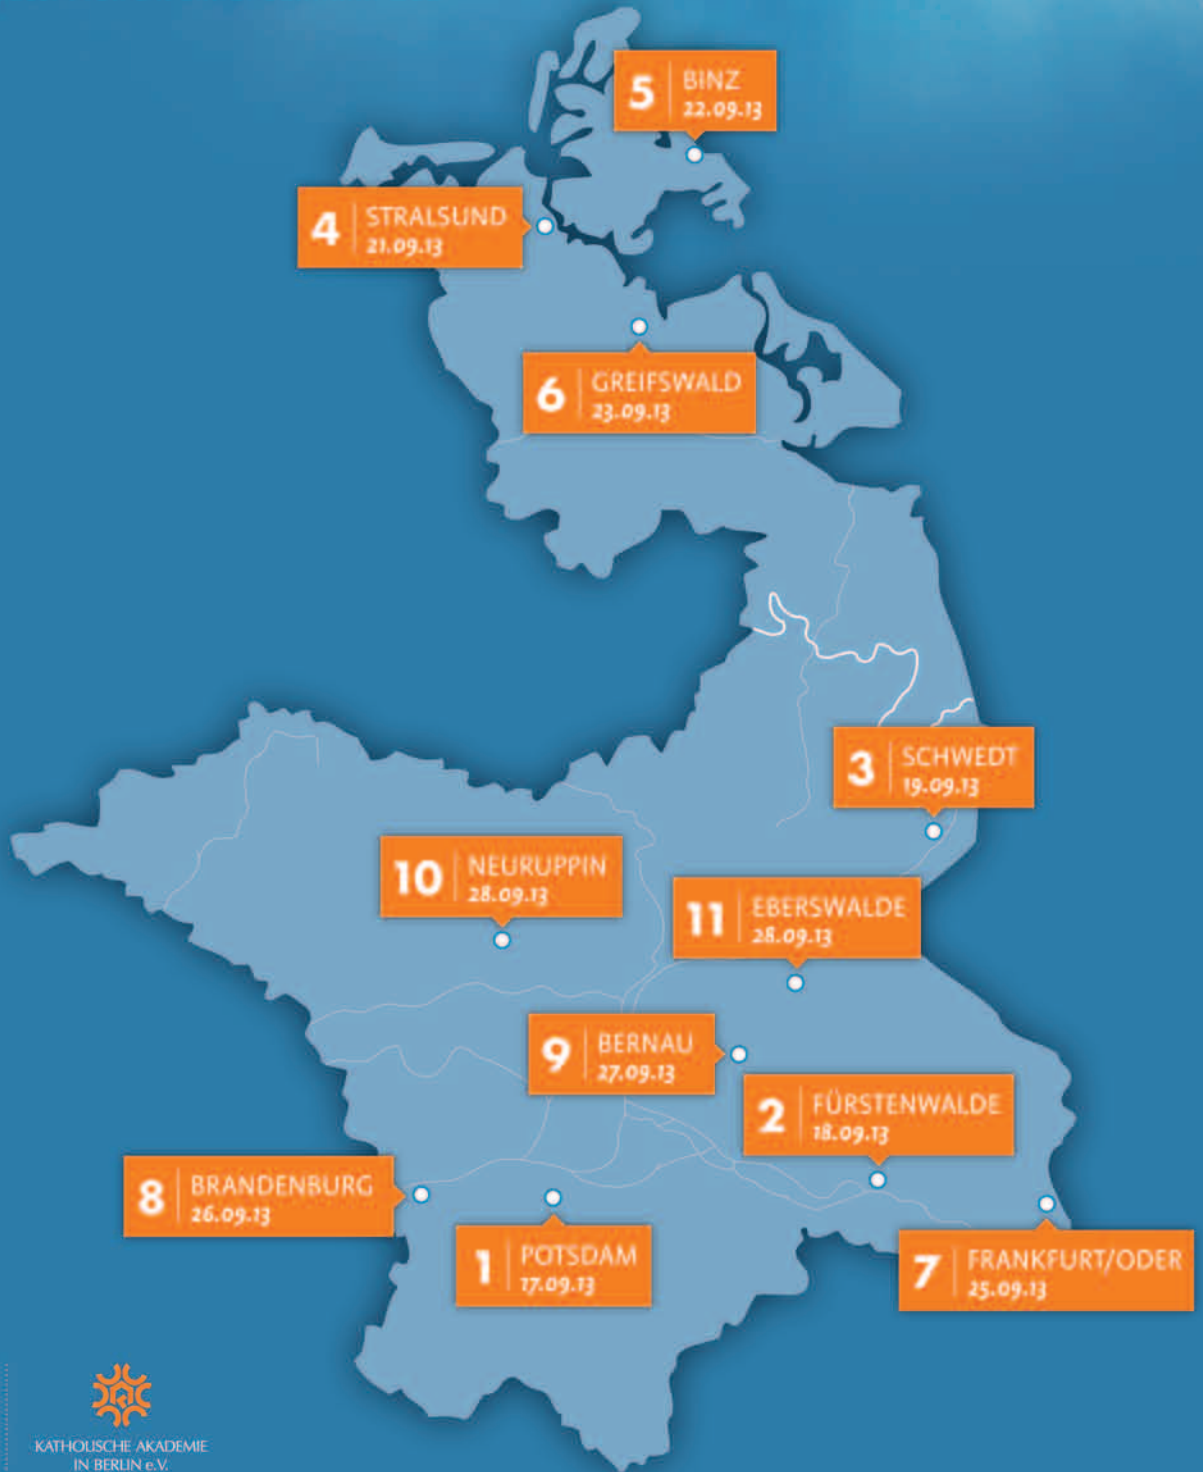 5 BINZ
22.09.13
4 STRALSUND
21.09.13
6 GREIFSWALD
23.09.13
3 SCHWEDT
19.09.13
10 NEURUPPIN
28.09.13
11 EBERSWALDE
28.09.13
9 BERNAU
27.09.13
2 FÜRSTENWALDE
18.09.13
8 BRANDENBURG
26.09.13
1 POTSDAM
17.09.13
7 FRANKFURT/ODER
25.09.13
KATHOLISCHE AKADEMIE
IN BERLIN e.V.